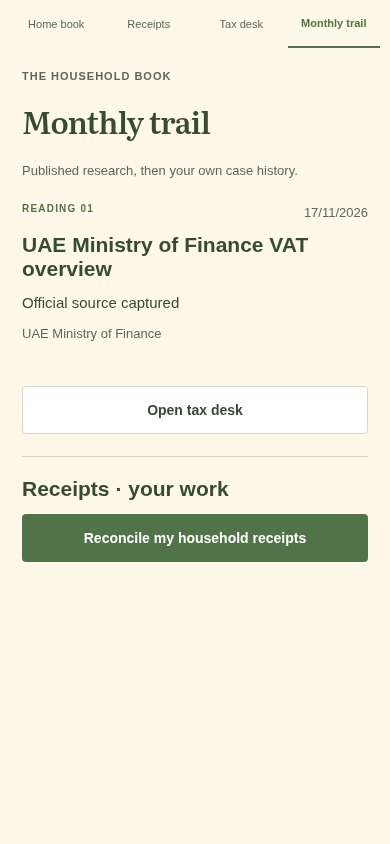 Home book
Receipts
Tax desk
Monthly trail
THE HOUSEHOLD BOOK
Monthly trail
Published research, then your own case history.
READING 01
17/11/2026
UAE Ministry of Finance VAT
overview
Official source captured
UAE Ministry of Finance
Open tax desk
Receipts · your work
Reconcile my household receipts